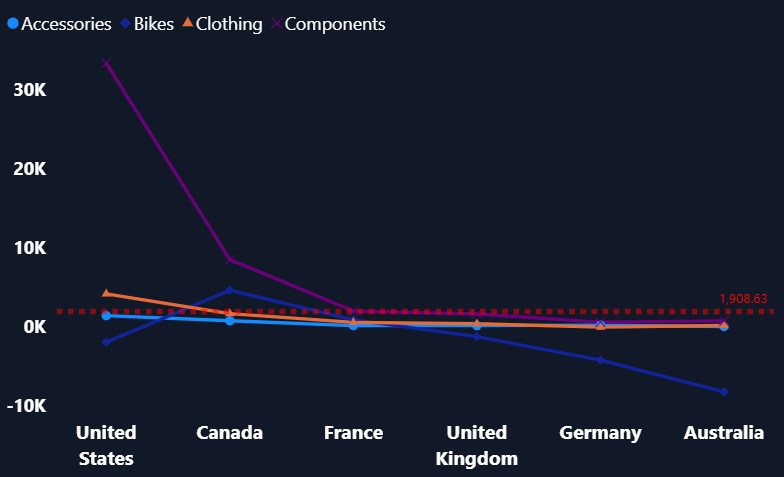 Accessories Bikes Clothing Components
30K
20K
10K
1,908.63
0K
-10K
United States Canada France United Kingdom Germany Australia